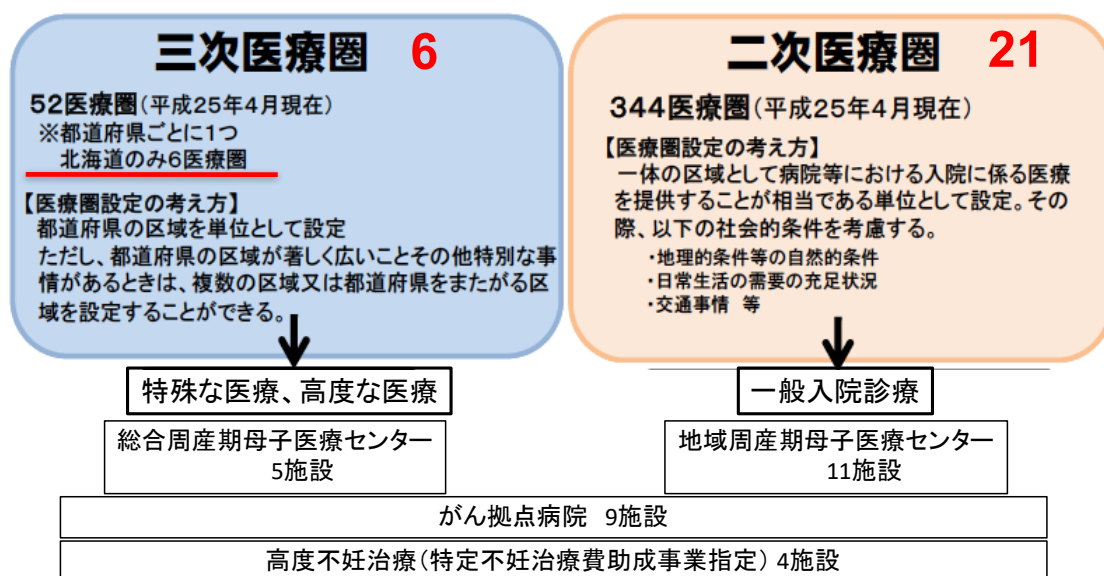 三次医療圏 6
52医療圏(平成25年4月現在)
※都道府県ごとに1つ
北海道のみ6医療圏
【医療圏設定の考え方】
都道府県の区域を単位として設定
ただし、都道府県の区域が著しく広いことその他特別な事
情があるときは、複数の区域又は都道府県をまたがる区
域を設定することができる。
特殊な医療、高度な医療
総合周産期母子医療センター
5施設
二次医療圏 21
344医療圏(平成25年4月現在)
【医療圏設定の考え方】
一体の区域として病院等における入院に係る医療
を提供することが相当である単位として設定。その
際、以下の社会的条件を考慮する。
・地理的条件等の自然的条件
・日常生活の需要の充足状況
・交通事情 等
一般入院診療
地域周産期母子医療センター
11施設
がん拠点病院 9施設
高度不妊治療(特定不妊治療費助成事業指定) 4施設